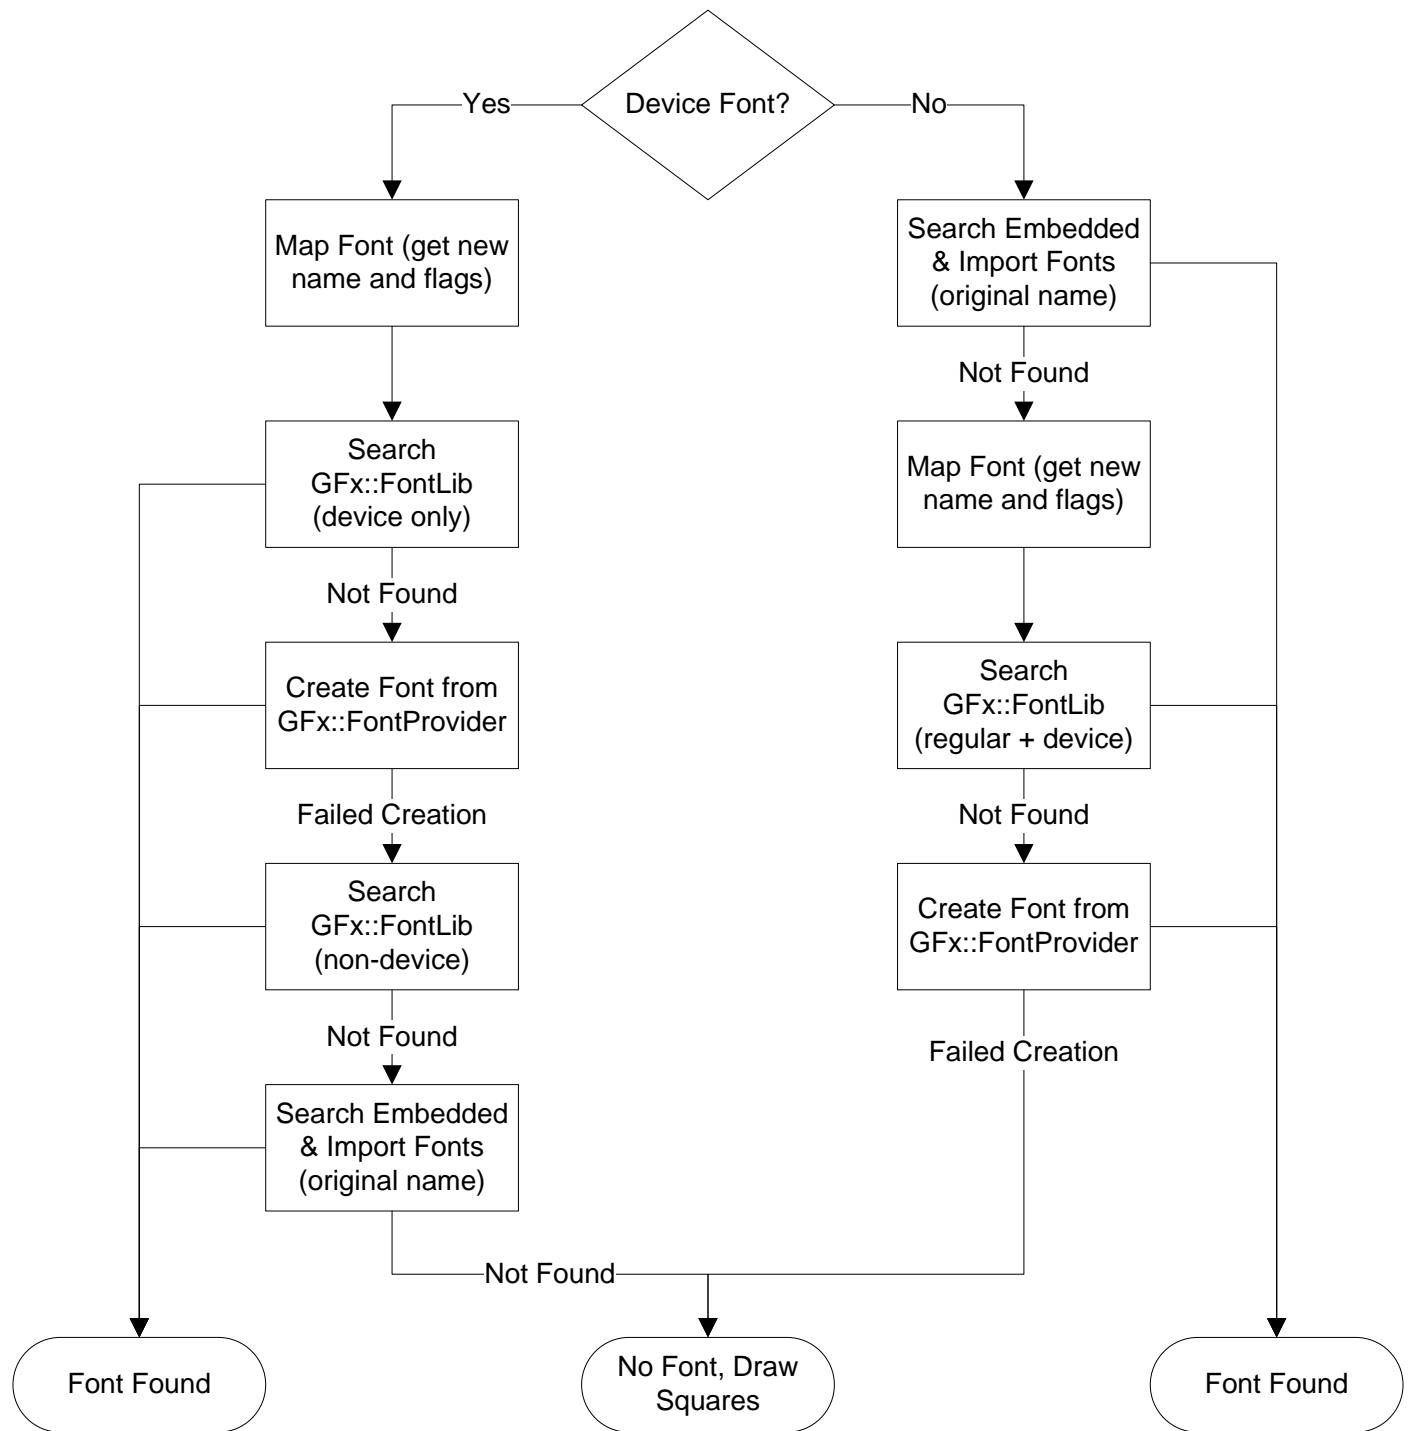 Device Font?
Yes
No
Map Font (get new
name and flags)
Search Embedded
& Import Fonts
(original name)
Not Found
Search
GFx::FontLib
(device only)
Map Font (get new
name and flags)
Not Found
Create Font from
GFx::FontProvider
Search
GFx::FontLib
(regular + device)
Failed Creation
Not Found
Search
GFx::FontLib
(non-device)
Create Font from
GFx::FontProvider
Not Found
Failed Creation
Search Embedded
& Import Fonts
(original name)
Not Found
Font Found
No Font, Draw
Squares
Font Found